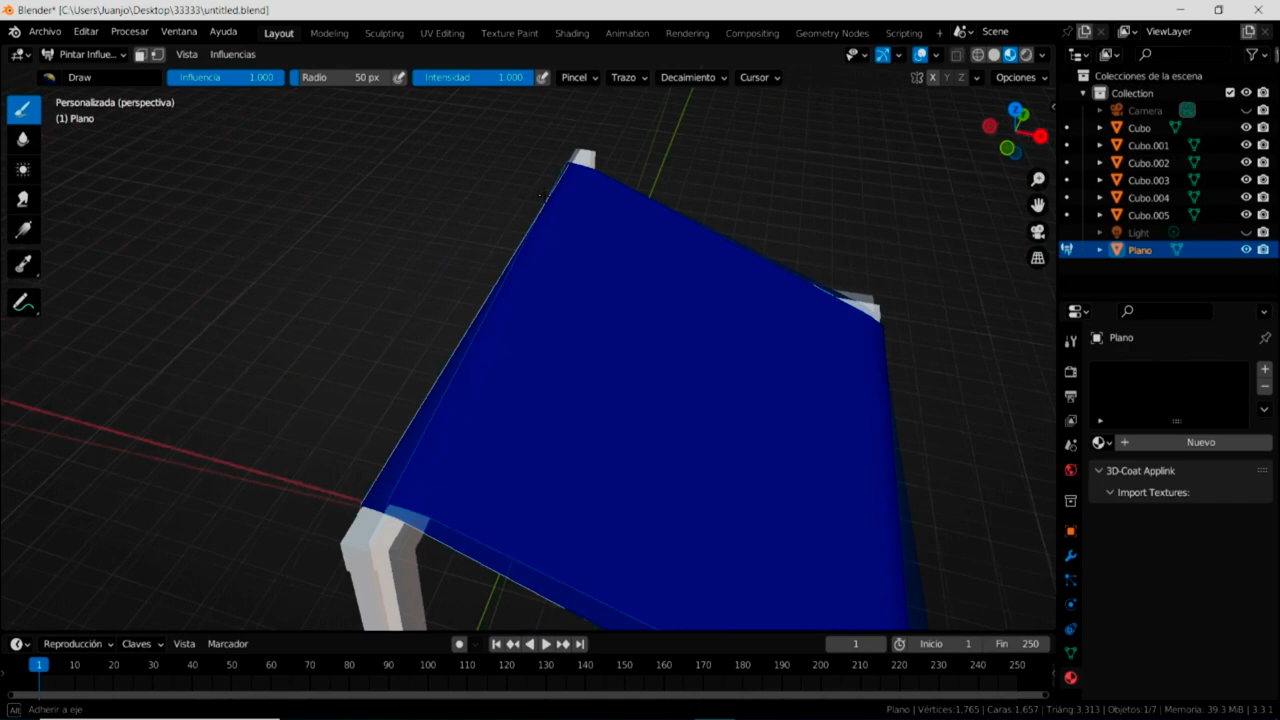 Blender* [C:\Users\Juanjo\Desktop\33333\untitled.blend]
Archivo Editar Procesar Ventana Ayuda Layout Modeling Sculpting UV Editing Texture Paint Shading Animation Rendering Compositing Geometry Nodes Scripting + Scene ViewLayer
Pintar Influe... Vista Influencias
Draw Influencia 1.000 Radio 50 px Intensidad 1.000 Pincel Trazo Decaimiento Cursor X Y Z Opciones
Personalizada (perspectiva)
(1) Plano
Z
Y
X
Colecciones de la escena
Collection
Camera
Cubo
Cubo.001
Cubo.002
Cubo.003
Cubo.004
Cubo.005
Light
Plano
Plano
+ Nuevo
3D-Coat Applink
Import Textures:
Reproducción Claves Vista Marcador 1 Inicio 1 Fin 250
1 10 20 30 40 50 60 70 80 90 100 110 120 130 140 150 160 170 180 190 200 210 220 230 240 250
Alt Adherir a eje Plano | Vértices:1,765 | Caras:1,657 | Triáng:3,313 | Objetos:1/7 | Memoria: 39.3 MiB | 3.3.1